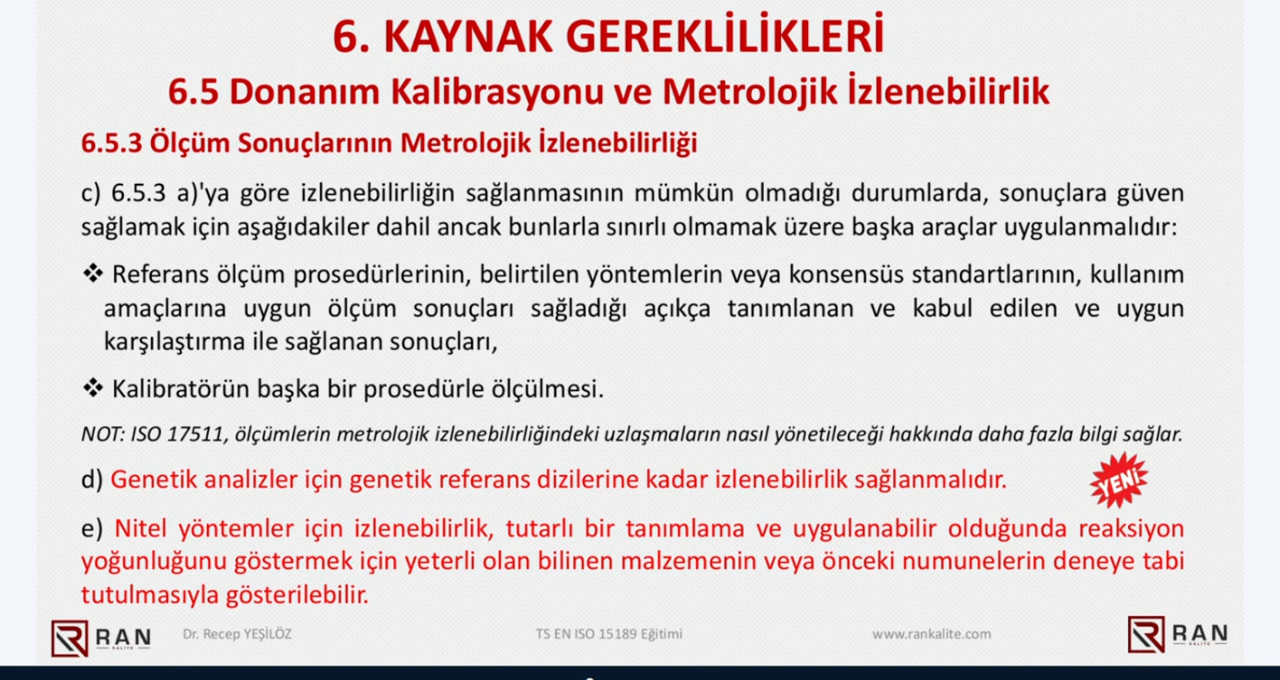 6. KAYNAK GEREKLİLİKLERİ
6.5 Donanım Kalibrasyonu ve Metrolojik İzlenebilirlik
6.5.3 Ölçüm Sonuçlarının Metrolojik İzlenebilirliği
c) 6.5.3 a)'ya göre izlenebilirliğin sağlanmasının mümkün olmadığı durumlarda, sonuçlara güven
sağlamak için aşağıdakiler dahil ancak bunlarla sınırlı olmamak üzere başka araçlar uygulanmalıdır:
❖ Referans ölçüm prosedürlerinin, belirtilen yöntemlerin veya konsensüs standartlarının, kullanım
amaçlarına uygun ölçüm sonuçları sağladığı açıkça tanımlanan ve kabul edilen ve uygun
karşılaştırma ile sağlanan sonuçları,
❖ Kalibratörün başka bir prosedürle ölçülmesi.
NOT: ISO 17511, ölçümlerin metrolojik izlenebilirliğindeki uzlaşmaların nasıl yönetileceği hakkında daha fazla bilgi sağlar.
d) Genetik analizler için genetik referans dizilerine kadar izlenebilirlik sağlanmalıdır.
YENİ
e) Nitel yöntemler için izlenebilirlik, tutarlı bir tanımlama ve uygulanabilir olduğunda reaksiyon
yoğunluğunu göstermek için yeterli olan bilinen malzemenin veya önceki numunelerin deneye tabi
tutulmasıyla gösterilebilir.
RAN
KALİTE
Dr. Recep YEŞİLÖZ
TS EN ISO 15189 Eğitimi
www.rankalite.com
RAN
KALİTE